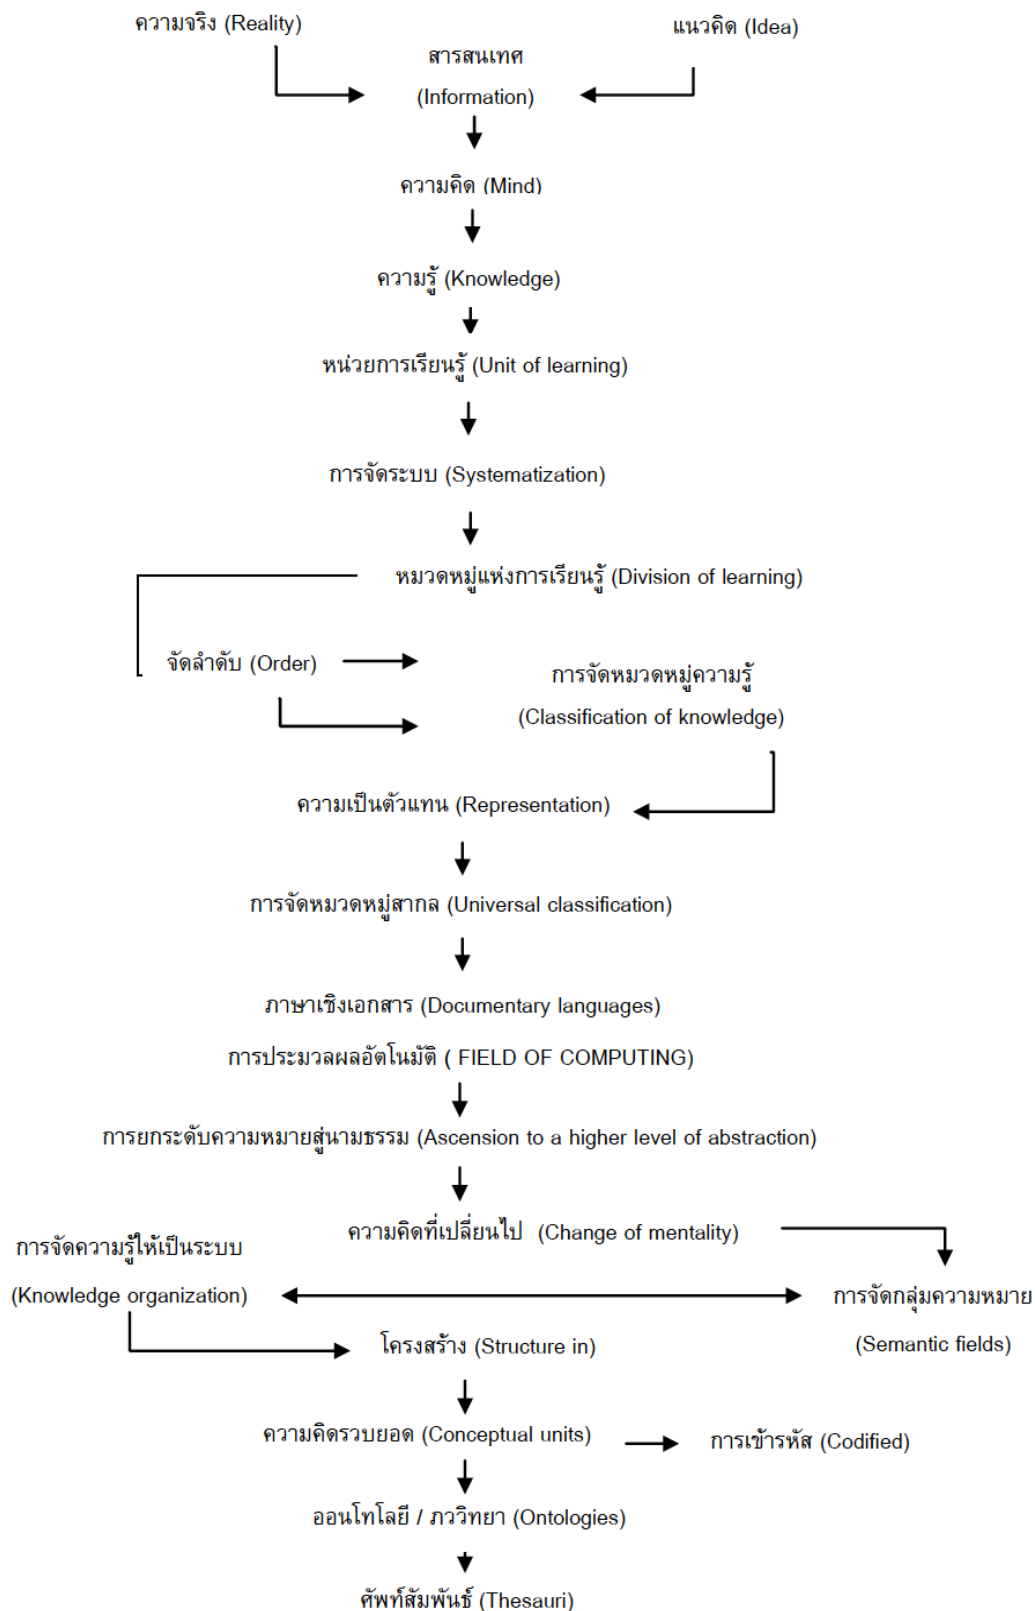 ความจริง (Reality)
แนวคิด (Idea)
สารสนเทศ
(Information)
ความคิด (Mind)
ความรู้ (Knowledge)
หน่วยการเรียนรู้ (Unit of learning)
การจัดระบบ (Systematization)
หมวดหมู่แห่งการเรียนรู้ (Division of learning)
จัดลำดับ (Order)
การจัดหมวดหมู่ความรู้
(Classification of knowledge)
ความเป็นตัวแทน (Representation)
การจัดหมวดหมู่สากล (Universal classification)
ภาษาเชิงเอกสาร (Documentary languages)
การประมวลผลอัตโนมัติ ( FIELD OF COMPUTING)
การยกระดับความหมายสู่นามธรรม (Ascension to a higher level of abstraction)
ความคิดที่เปลี่ยนไป (Change of mentality)
การจัดความรู้ให้เป็นระบบ
(Knowledge organization)
การจัดกลุ่มความหมาย
(Semantic fields)
โครงสร้าง (Structure in)
ความคิดรวบยอด (Conceptual units)
การเข้ารหัส (Codified)
ออนโทโลยี / ภววิทยา (Ontologies)
ศัพท์สัมพันธ์ (Thesauri)